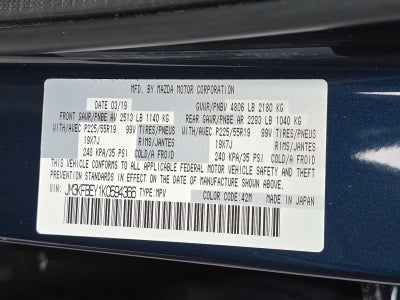 MFD. BY MAZDA MOTOR CORPORATION
DATE 03/19 GVWR/PNBV 4806 LB 2180 KG
FRONT GAWR/PNBE AV 2513 LB 1140 KG REAR GAWR/PNBE AR 2293 LB 1040 KG
WITH/AVEC P225/55R19 99V TIRES/PNEUS WITH/AVEC P225/55R19 99V TIRES/PNEUS
19X7J RIMS/JANTES 19X7J RIMS/JANTES
240 KPA/35 PSI COLD/A FROID 240 KPA/35 PSI COLD/A FROID
THIS VEHICLE CONFORMS TO ALL APPLICABLE FEDERAL MOTOR VEHICLE SAFETY, BUMPER AND THEFT
PREVENTION STANDARDS IN EFFECT ON THE DATE OF MANUFACTURE SHOWN ABOVE.
VIN: JM3KFBEY1K0594366 TYPE:MPV COLOR CODE:42M MADE IN JAPAN